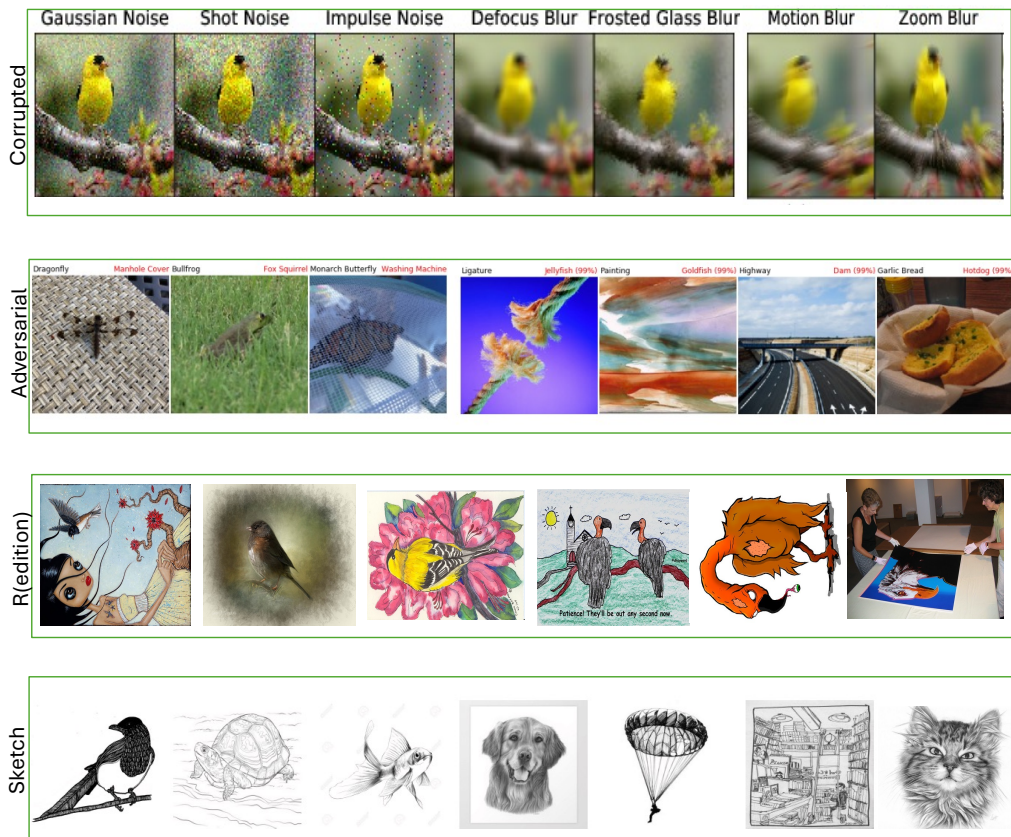 Gaussian Noise Shot Noise Impulse Noise Defocus Blur Frosted Glass Blur Motion Blur Zoom Blur
Corrupted
Dragonfly Manhole Cover Bullfrog Fox Squirrel Monarch Butterfly Washing Machine Ligature Jellyfish (99%) Painting Goldfish (99%) Highway Dam (99%) Garlic Bread Hotdog (99%
Adversarial
R(edition)
Patience! They'll be out any second now.
Sketch